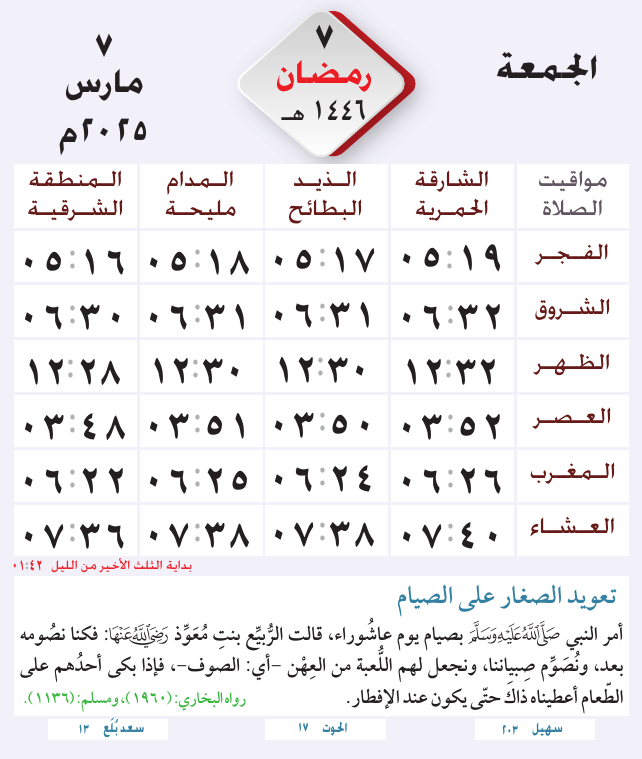 الجمعة
٧
رمضان
١٤٤٦ هـ
٧
مارس
٢٠٢٥م
مواقيت الصلاة | الشارقة الحمرية | الذيد البطائح | المدام مليحة | المنطقة الشرقية
الفجر ٠٥:١٩ ٠٥:١٧ ٠٥:١٨ ٠٥:١٦
الشروق ٠٦:٣٢ ٠٦:٣١ ٠٦:٣١ ٠٦:٣٠
الظهر ١٢:٣٢ ١٢:٣٠ ١٢:٣٠ ١٢:٢٨
العصر ٠٣:٥٢ ٠٣:٥٠ ٠٣:٥١ ٠٣:٤٨
المغرب ٠٦:٢٦ ٠٦:٢٤ ٠٦:٢٥ ٠٦:٢٢
العشاء ٠٧:٤٠ ٠٧:٣٨ ٠٧:٣٨ ٠٧:٣٦
بداية الثلث الأخير من الليل ٠١:٤٢
تعويد الصغار على الصيام
أمر النبي ﷺ بصيام يوم عاشُوراء، قالت الرُّبيِّع بنتِ مُعَوِّذ رَضِيَ اللَّهُ عَنْهَا: فكنا نصُومه
بعد، ونُصَوِّم صِبياننا، ونجعل لهم اللُّعبة من العِهْن -أي: الصوف-، فإذا بكى أحدُهم على
الطّعام أعطيناه ذاكَ حتّى يكون عند الإفطار. رواه البخاري: (١٩٦٠)، ومسلم: (١١٣٦).
سهيل ٢٠٣ الحوت ١٧ سعد بُلَع ١٣